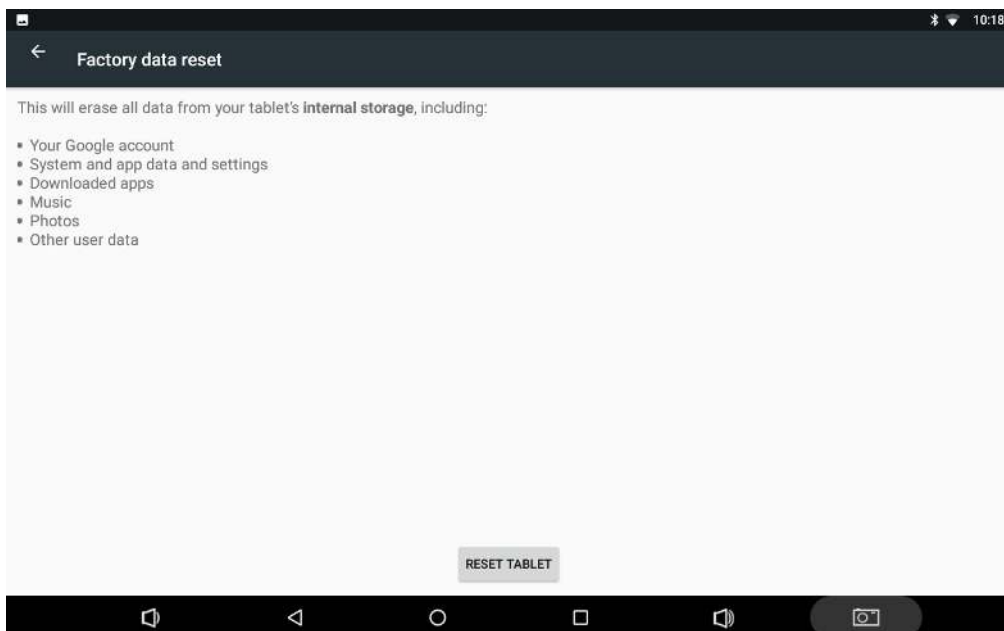 10:18
Factory data reset
This will erase all data from your tablet's internal storage, including:
▪ Your Google account
▪ System and app data and settings
▪ Downloaded apps
▪ Music
▪ Photos
▪ Other user data
RESET TABLET